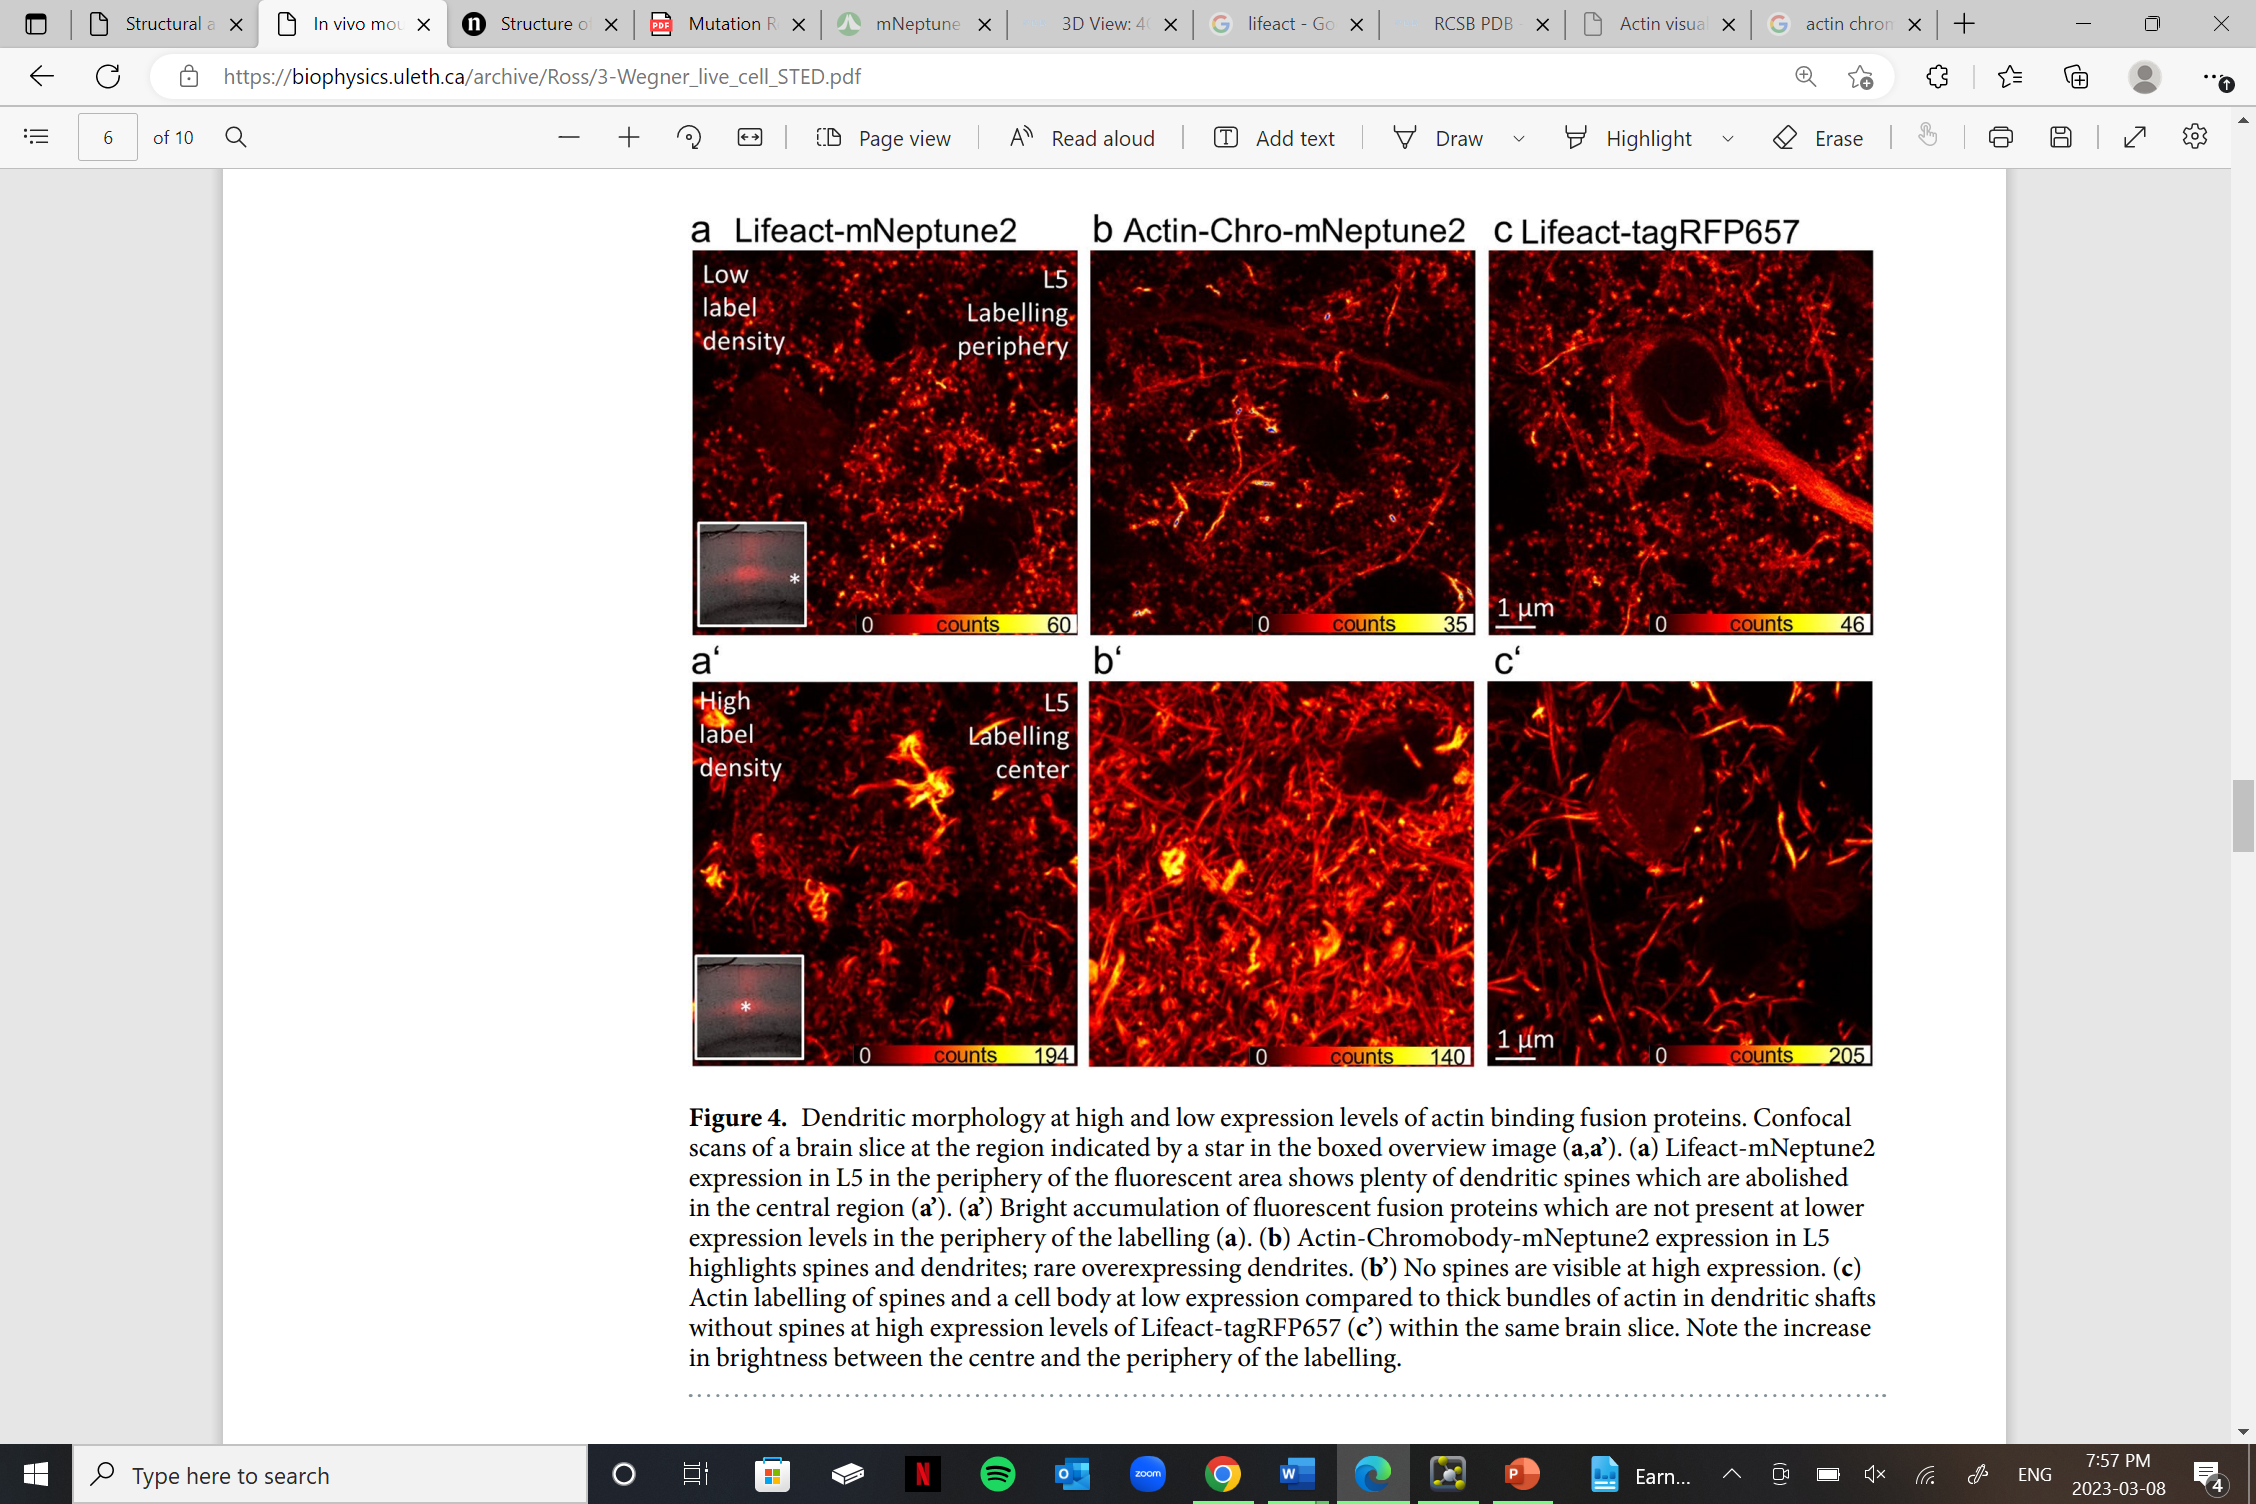 Structural a
In vivo mou
Structure o
Mutation R
mNeptune
3D View: 4
lifeact - Go
RCSB PDB
Actin visua
actin chrom
https://biophysics.uleth.ca/archive/Ross/3-Wegner_live_cell_STED.pdf
6 of 10
Page view
Read aloud
Add text
Draw
Highlight
Erase
a Lifeact-mNeptune2
b Actin-Chro-mNeptune2
c Lifeact-tagRFP657
Low
label
density
L5
Labelling
periphery
*
0 counts 60
0 counts 35
1 µm
0 counts 46
a‘
b‘
c‘
High
label
density
L5
Labelling
center
*
0 counts 194
0 counts 140
1 µm
0 counts 205
Figure 4. Dendritic morphology at high and low expression levels of actin binding fusion proteins. Confocal
scans of a brain slice at the region indicated by a star in the boxed overview image (a,a’). (a) Lifeact-mNeptune2
expression in L5 in the periphery of the fluorescent area shows plenty of dendritic spines which are abolished
in the central region (a’). (a’) Bright accumulation of fluorescent fusion proteins which are not present at lower
expression levels in the periphery of the labelling (a). (b) Actin-Chromobody-mNeptune2 expression in L5
highlights spines and dendrites; rare overexpressing dendrites. (b’) No spines are visible at high expression. (c)
Actin labelling of spines and a cell body at low expression compared to thick bundles of actin in dendritic shafts
without spines at high expression levels of Lifeact-tagRFP657 (c’) within the same brain slice. Note the increase
in brightness between the centre and the periphery of the labelling.
Type here to search
zoom
Earn...
ENG
7:57 PM
2023-03-08
4